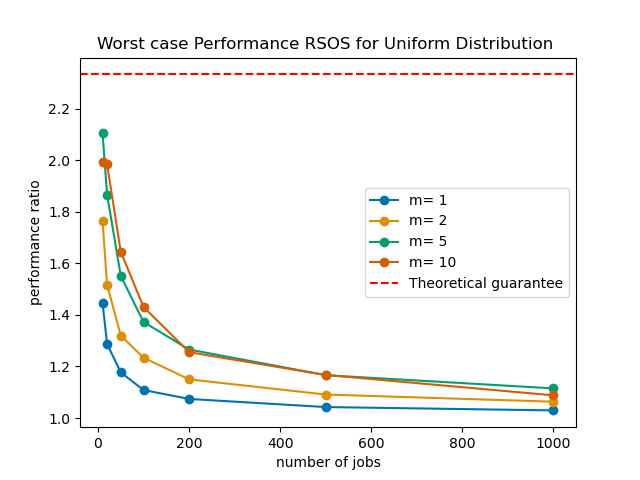 Worst case Performance RSOS for Uniform Distribution
performance ratio
2.2
2.0
1.8
1.6
1.4
1.2
1.0
m= 1
m= 2
m= 5
m= 10
Theoretical guarantee
0
200
400
600
800
1000
number of jobs